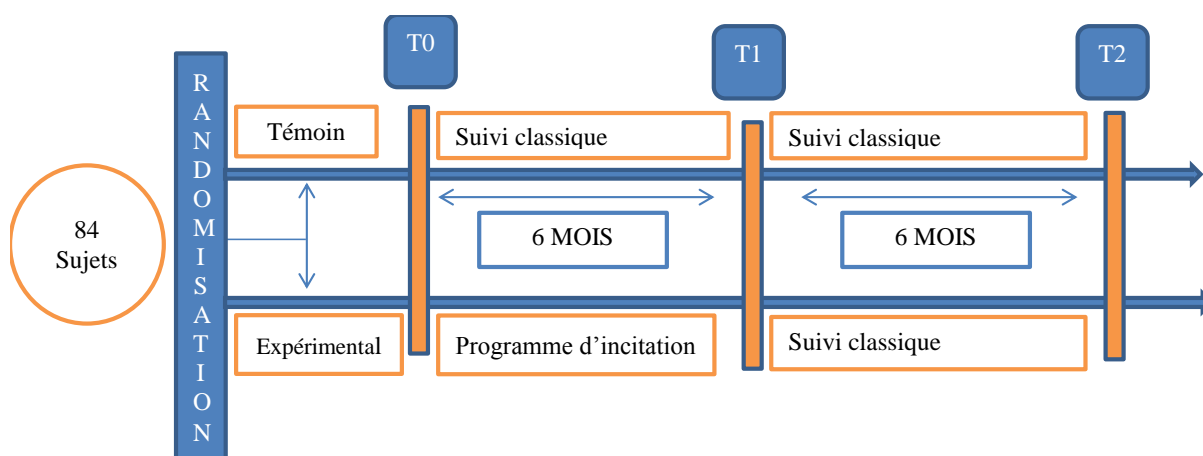 T0
T1
T2
RANDOMISATION
Témoin
Suivi classique
Suivi classique
84
Sujets
6 MOIS
6 MOIS
Expérimental
Programme d’incitation
Suivi classique